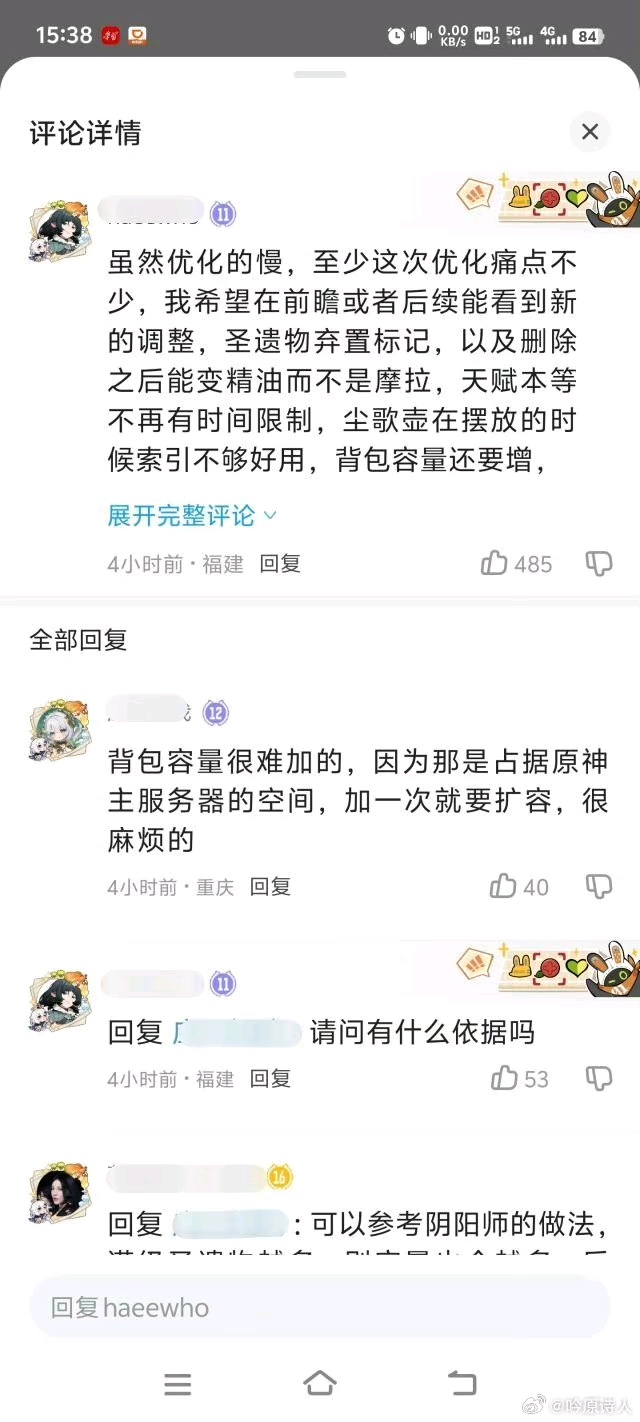 15:38
0.00
KB/s
HD 1
2
5G
4G
84
评论详情
11
虽然优化的慢，至少这次优化痛点不
少，我希望在前瞻或者后续能看到新
的调整，圣遗物弃置标记，以及删除
之后能变精油而不是摩拉，天赋本等
不再有时间限制，尘歌壶在摆放的时
候索引不够好用，背包容量还要增，
展开完整评论
4小时前·福建 回复
485
全部回复
12
背包容量很难加的，因为那是占据原神
主服务器的空间，加一次就要扩容，很
麻烦的
4小时前·重庆 回复
40
11
回复 请问有什么依据吗
4小时前·福建 回复
53
16
回复 : 可以参考阴阳师的做法，
回复haeewho
@吟原诗人